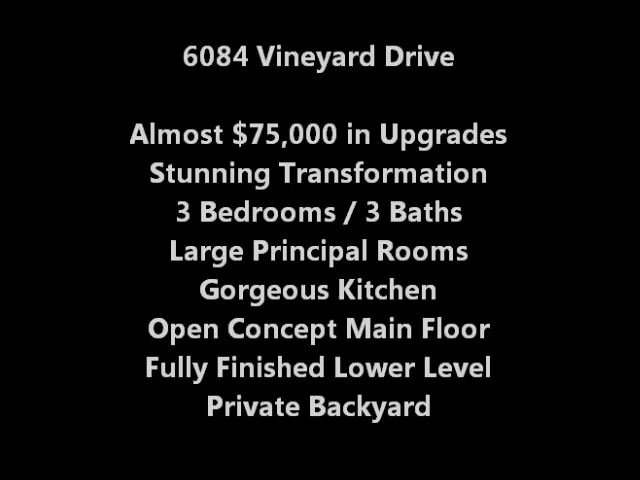 6084 Vineyard Drive
Almost $75,000 in Upgrades
Stunning Transformation
3 Bedrooms / 3 Baths
Large Principal Rooms
Gorgeous Kitchen
Open Concept Main Floor
Fully Finished Lower Level
Private Backyard